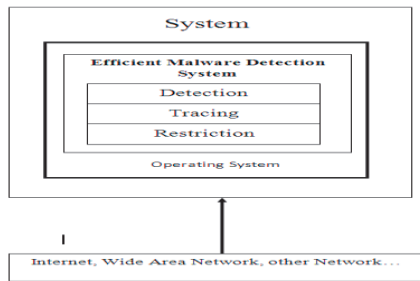 System
Efficient Malware Detection
System
Detection
Tracing
Restriction
Operating System
Internet, Wide Area Network, other Network...